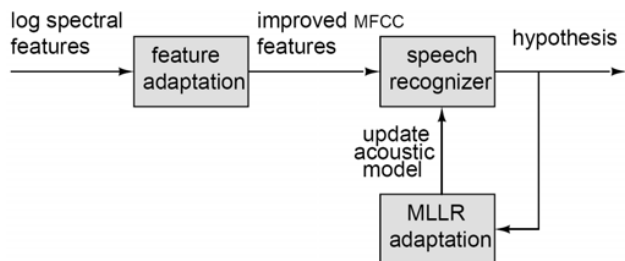 log spectral
features
feature
adaptation
improved MFCC
features
speech
recognizer
hypothesis
update
acoustic
model
MLLR
adaptation